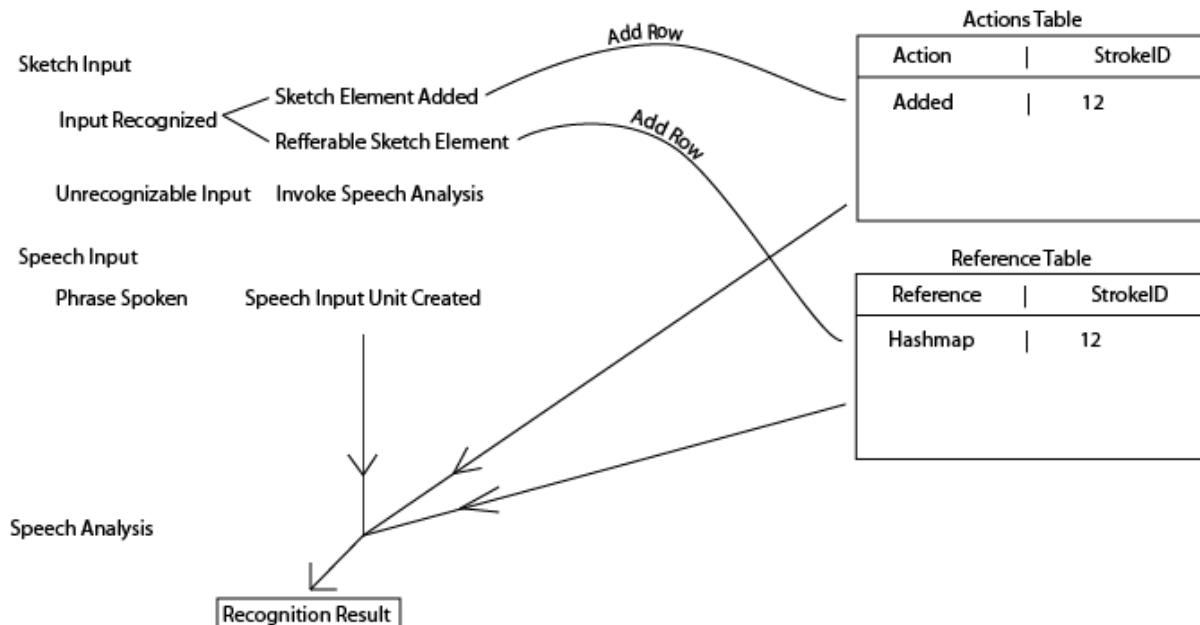 Actions Table
Add Row
Action | StrokeID
Sketch Input
Sketch Element Added
Added | 12
Input Recognized
Add Row
Refferable Sketch Element
Unrecognizable Input Invoke Speech Analysis
Speech Input
Reference Table
Phrase Spoken Speech Input Unit Created
Reference | StrokeID
Hashmap | 12
Speech Analysis
Recognition Result